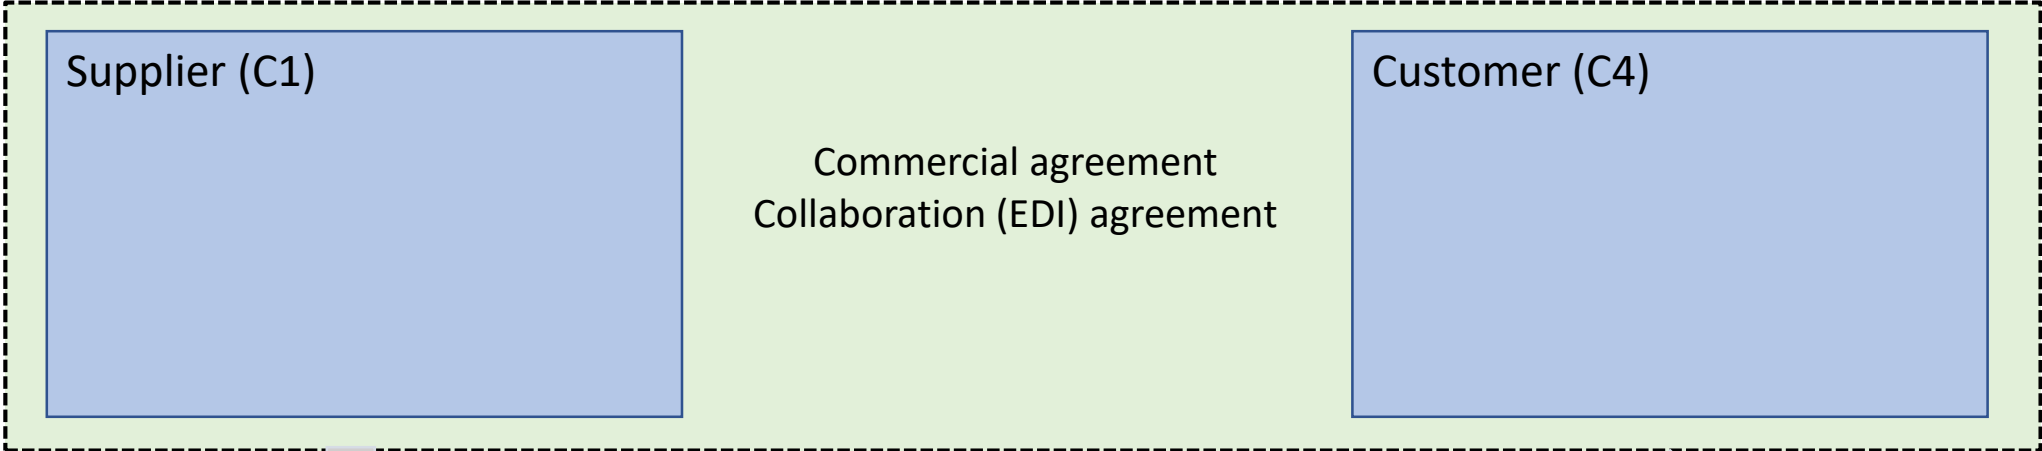 Supplier (C1)
Customer (C4)
Commercial agreement
Collaboration (EDI) agreement